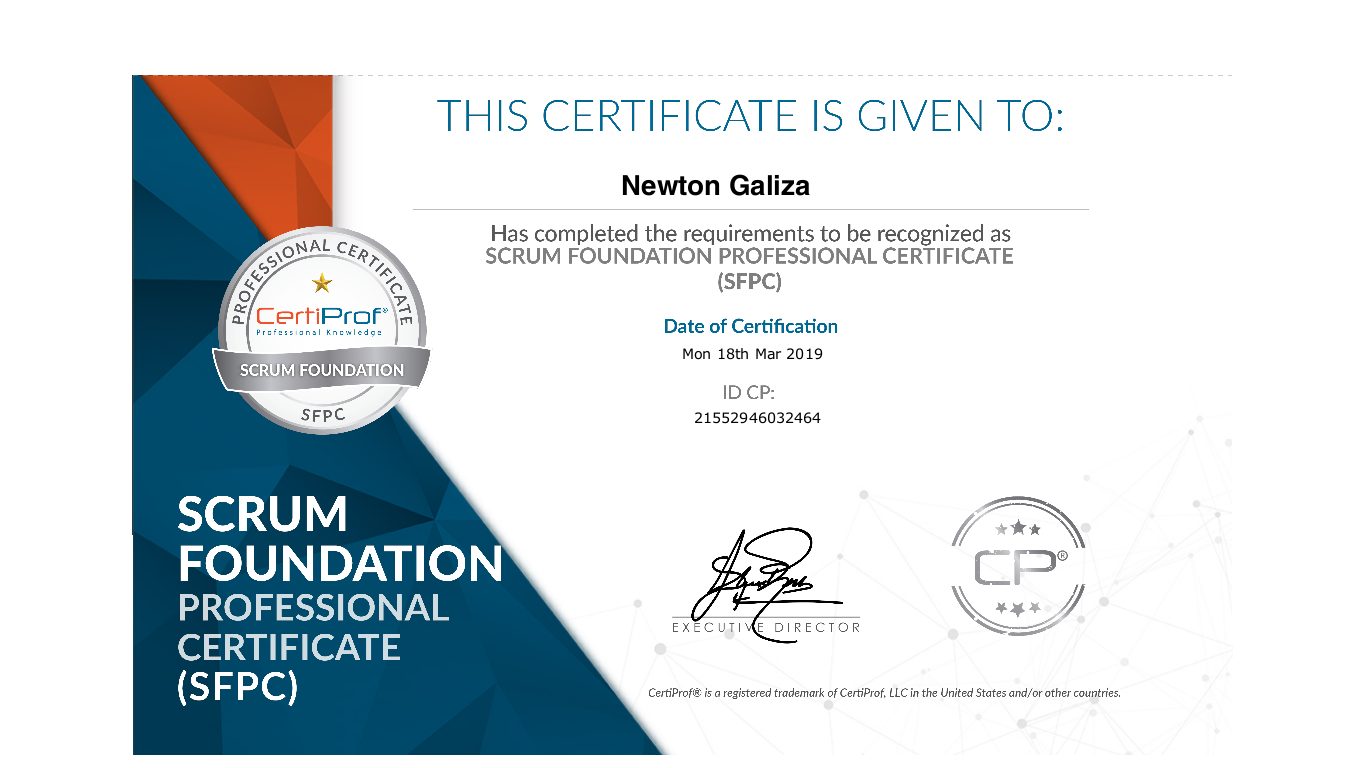 THIS CERTIFICATE IS GIVEN TO:
Newton Galiza
Has completed the requirements to be recognized as
SCRUM FOUNDATION PROFESSIONAL CERTIFICATE
(SFPC)
Date of Certification
Mon 18th Mar 2019
ID CP:
21552946032464
PROFESSIONAL CERTIFICATE
CertiProf®
Professional Knowledge
SCRUM FOUNDATION
SFPC
SCRUM
FOUNDATION
PROFESSIONAL
CERTIFICATE
(SFPC)
EXECUTIVE DIRECTOR
CP®
CertiProf® is a registered trademark of CertiProf, LLC in the United States and/or other countries.